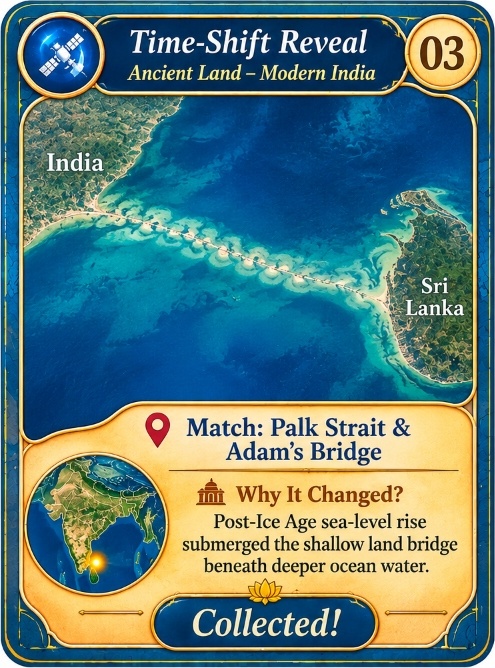 Time-Shift Reveal
Ancient Land – Modern India
03
India
Sri
Lanka
Match: Palk Strait &
Adam's Bridge
Why It Changed?
Post-Ice Age sea-level rise
submerged the shallow land bridge
beneath deeper ocean water.
Collected!